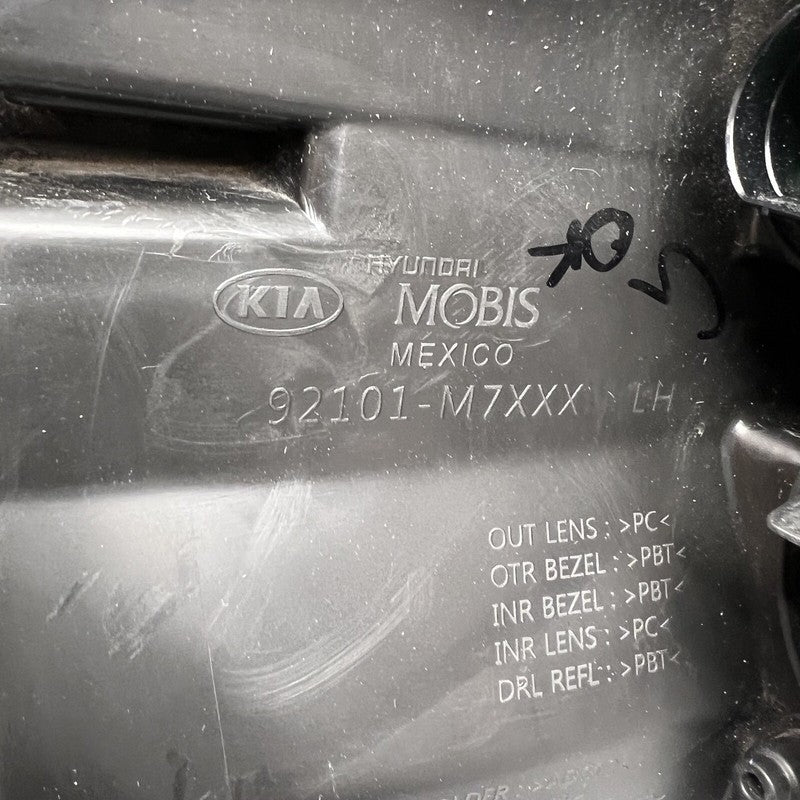 KIA
HYUNDAI
MOBIS
MEXICO
92101-M7XXX LH
OK
OUT LENS : >PC<
OTR BEZEL : >PBT<
INR BEZEL : >PBT<
INR LENS : >PC<
DRL REFL : >PBT<